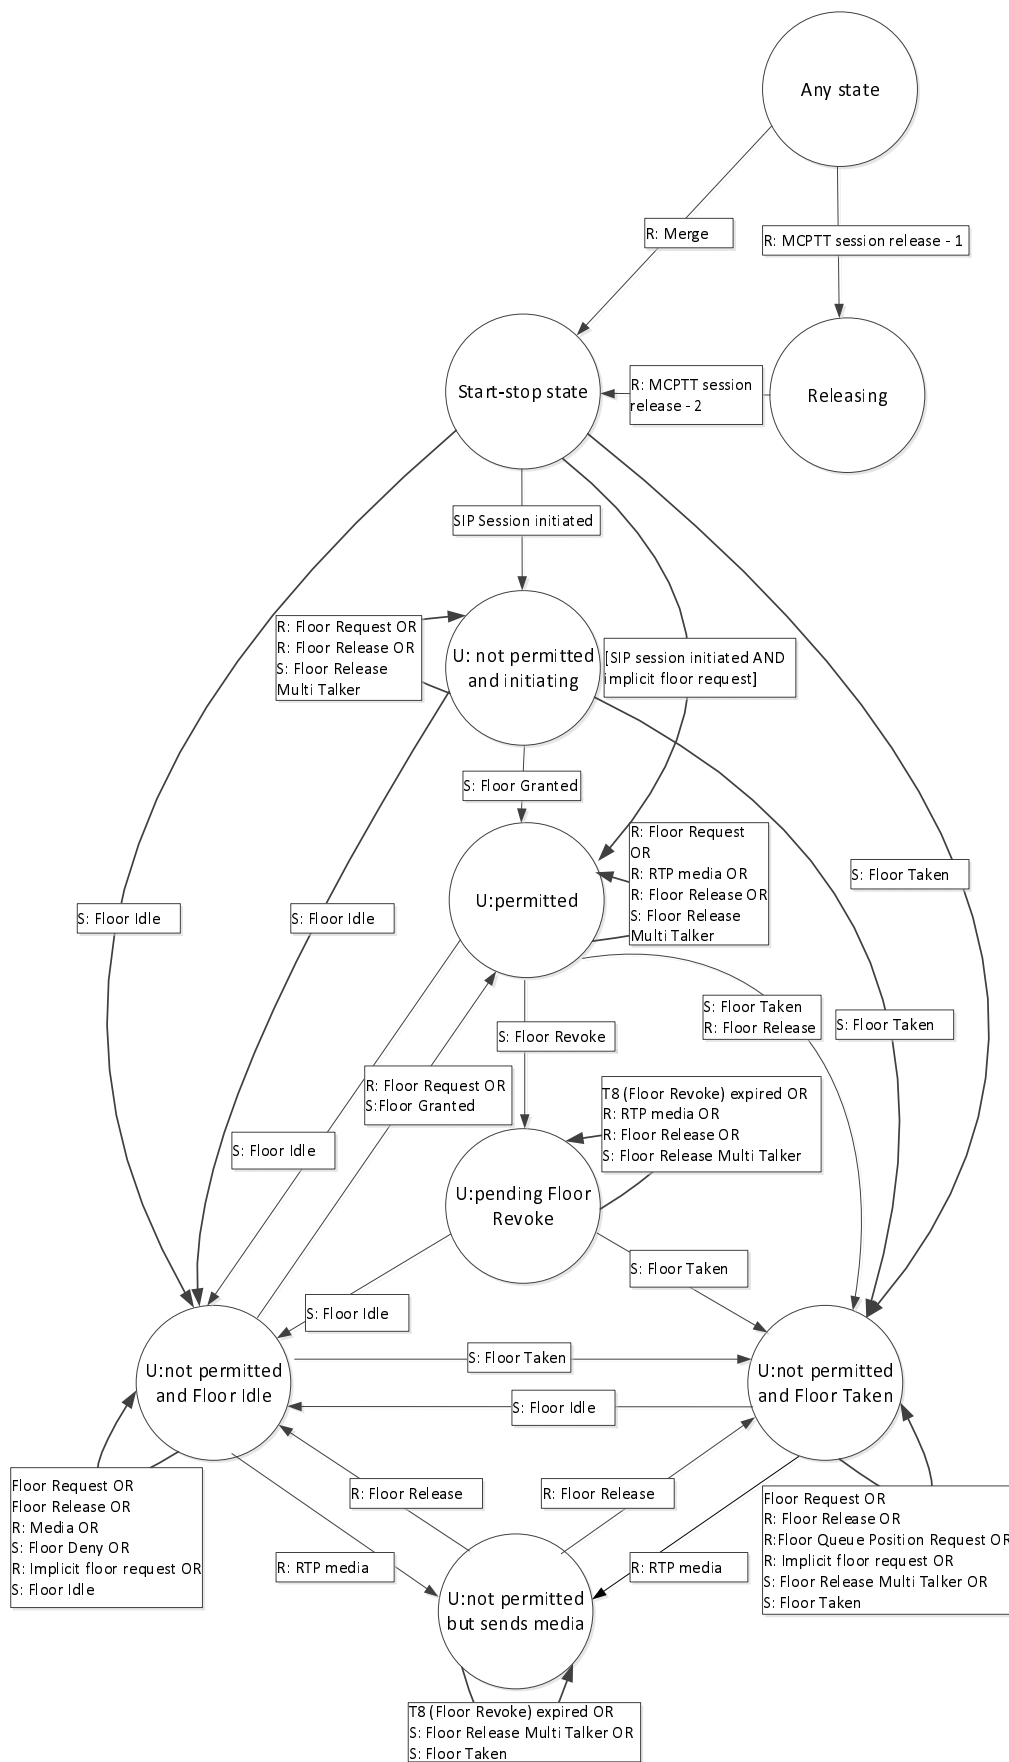 Any state
R: Merge
R: MCPTT session release - 1
Start-stop state
R: MCPTT session
release - 2
Releasing
SIP Session initiated
R: Floor Request OR
R: Floor Release OR
S: Floor Release
Multi Talker
U: not permitted
and initiating
[SIP session initiated AND
implicit floor request]
S: Floor Granted
R: Floor Request
OR
R: RTP media OR
R: Floor Release OR
S: Floor Release
Multi Talker
S: Floor Taken
U:permitted
S: Floor Idle
S: Floor Idle
S: Floor Taken
R: Floor Release
S: Floor Taken
S: Floor Revoke
R: Floor Request OR
S:Floor Granted
T8 (Floor Revoke) expired OR
R: RTP media OR
R: Floor Release OR
S: Floor Release Multi Talker
S: Floor Idle
U:pending Floor
Revoke
S: Floor Taken
S: Floor Idle
U:not permitted
and Floor Idle
S: Floor Taken
U:not permitted
and Floor Taken
S: Floor Idle
Floor Request OR
Floor Release OR
R: Media OR
S: Floor Deny OR
R: Implicit floor request OR
S: Floor Idle
R: Floor Release
R: Floor Release
Floor Request OR
R: Floor Release OR
R:Floor Queue Position Request OR
R: Implicit floor request OR
S: Floor Release Multi Talker OR
S: Floor Taken
R: RTP media
R: RTP media
U:not permitted
but sends media
T8 (Floor Revoke) expired OR
S: Floor Release Multi Talker OR
S: Floor Taken